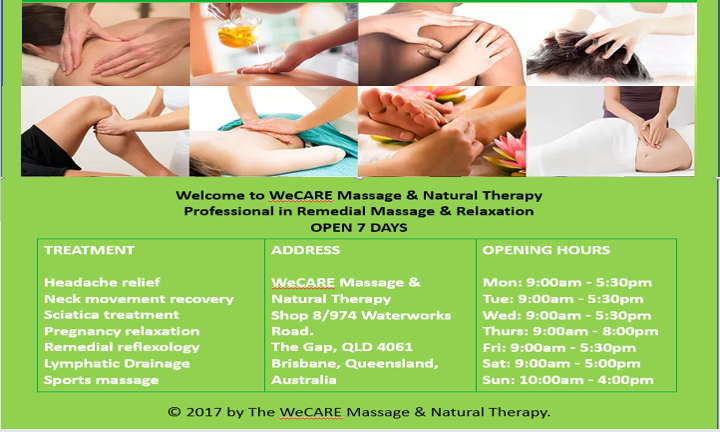 Welcome to WeCARE Massage & Natural Therapy
Professional in Remedial Massage & Relaxation
OPEN 7 DAYS
TREATMENT
Headache relief
Neck movement recovery
Sciatica treatment
Pregnancy relaxation
Remedial reflexology
Lymphatic Drainage
Sports massage
ADDRESS
WeCARE Massage &
Natural Therapy
Shop 8/974 Waterworks
Road.
The Gap, QLD 4061
Brisbane, Queensland,
Australia
OPENING HOURS
Mon: 9:00am - 5:30pm
Tue: 9:00am - 5:30pm
Wed: 9:00am - 5:30pm
Thurs: 9:00am - 8:00pm
Fri: 9:00am - 5:30pm
Sat: 9:00am - 5:00pm
Sun: 10:00am - 4:00pm
© 2017 by The WeCARE Massage & Natural Therapy.